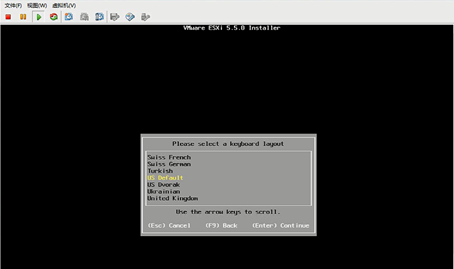 文件(F) 视图(W) 虚拟机(V)
VMware ESXi 5.5.0 Installer
Please select a keyboard layout
Swiss French
Swiss German
Turkish
US Default
US Dvorak
Ukrainian
United Kingdom
Use the arrow keys to scroll.
(Esc) Cancel (F9) Back (Enter) Continue